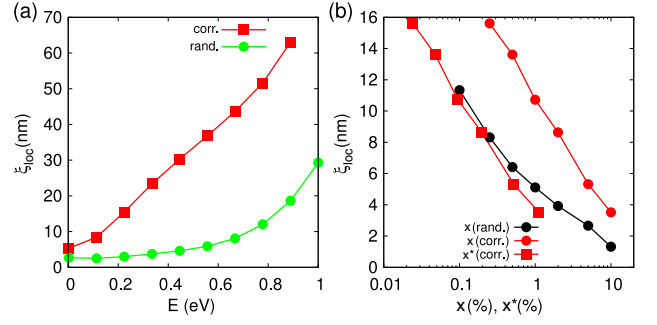 (a)
corr.
rand.
70
60
50
40
30
20
10
0
ξloc(nm)
0 0.2 0.4 0.6 0.8 1
E (eV)
(b)
16
14
12
10
8
6
4
2
0
ξloc(nm)
x(rand.)
x(corr.)
x*(corr.)
0.01 0.1 1 10
x(%), x*(%)